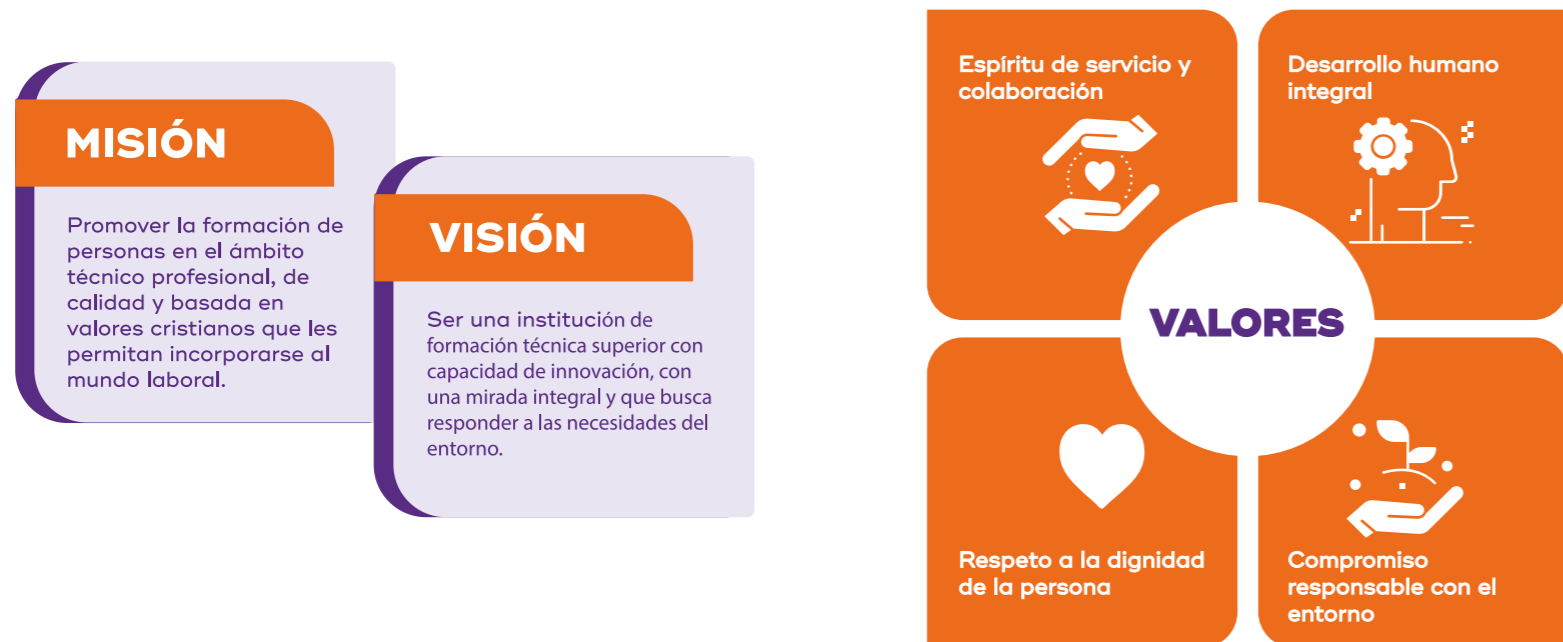 MISIÓN
Promover la formación de
personas en el ámbito
técnico profesional, de
calidad y basada en
valores cristianos que les
permitan incorporarse al
mundo laboral.
VISIÓN
Ser una institución de
formación técnica superior con
capacidad de innovación, con
una mirada integral y que busca
responder a las necesidades del
entorno.
Espíritu de servicio y
colaboración
Desarrollo humano
integral
VALORES
Respeto a la dignidad
de la persona
Compromiso
responsable con el
entorno